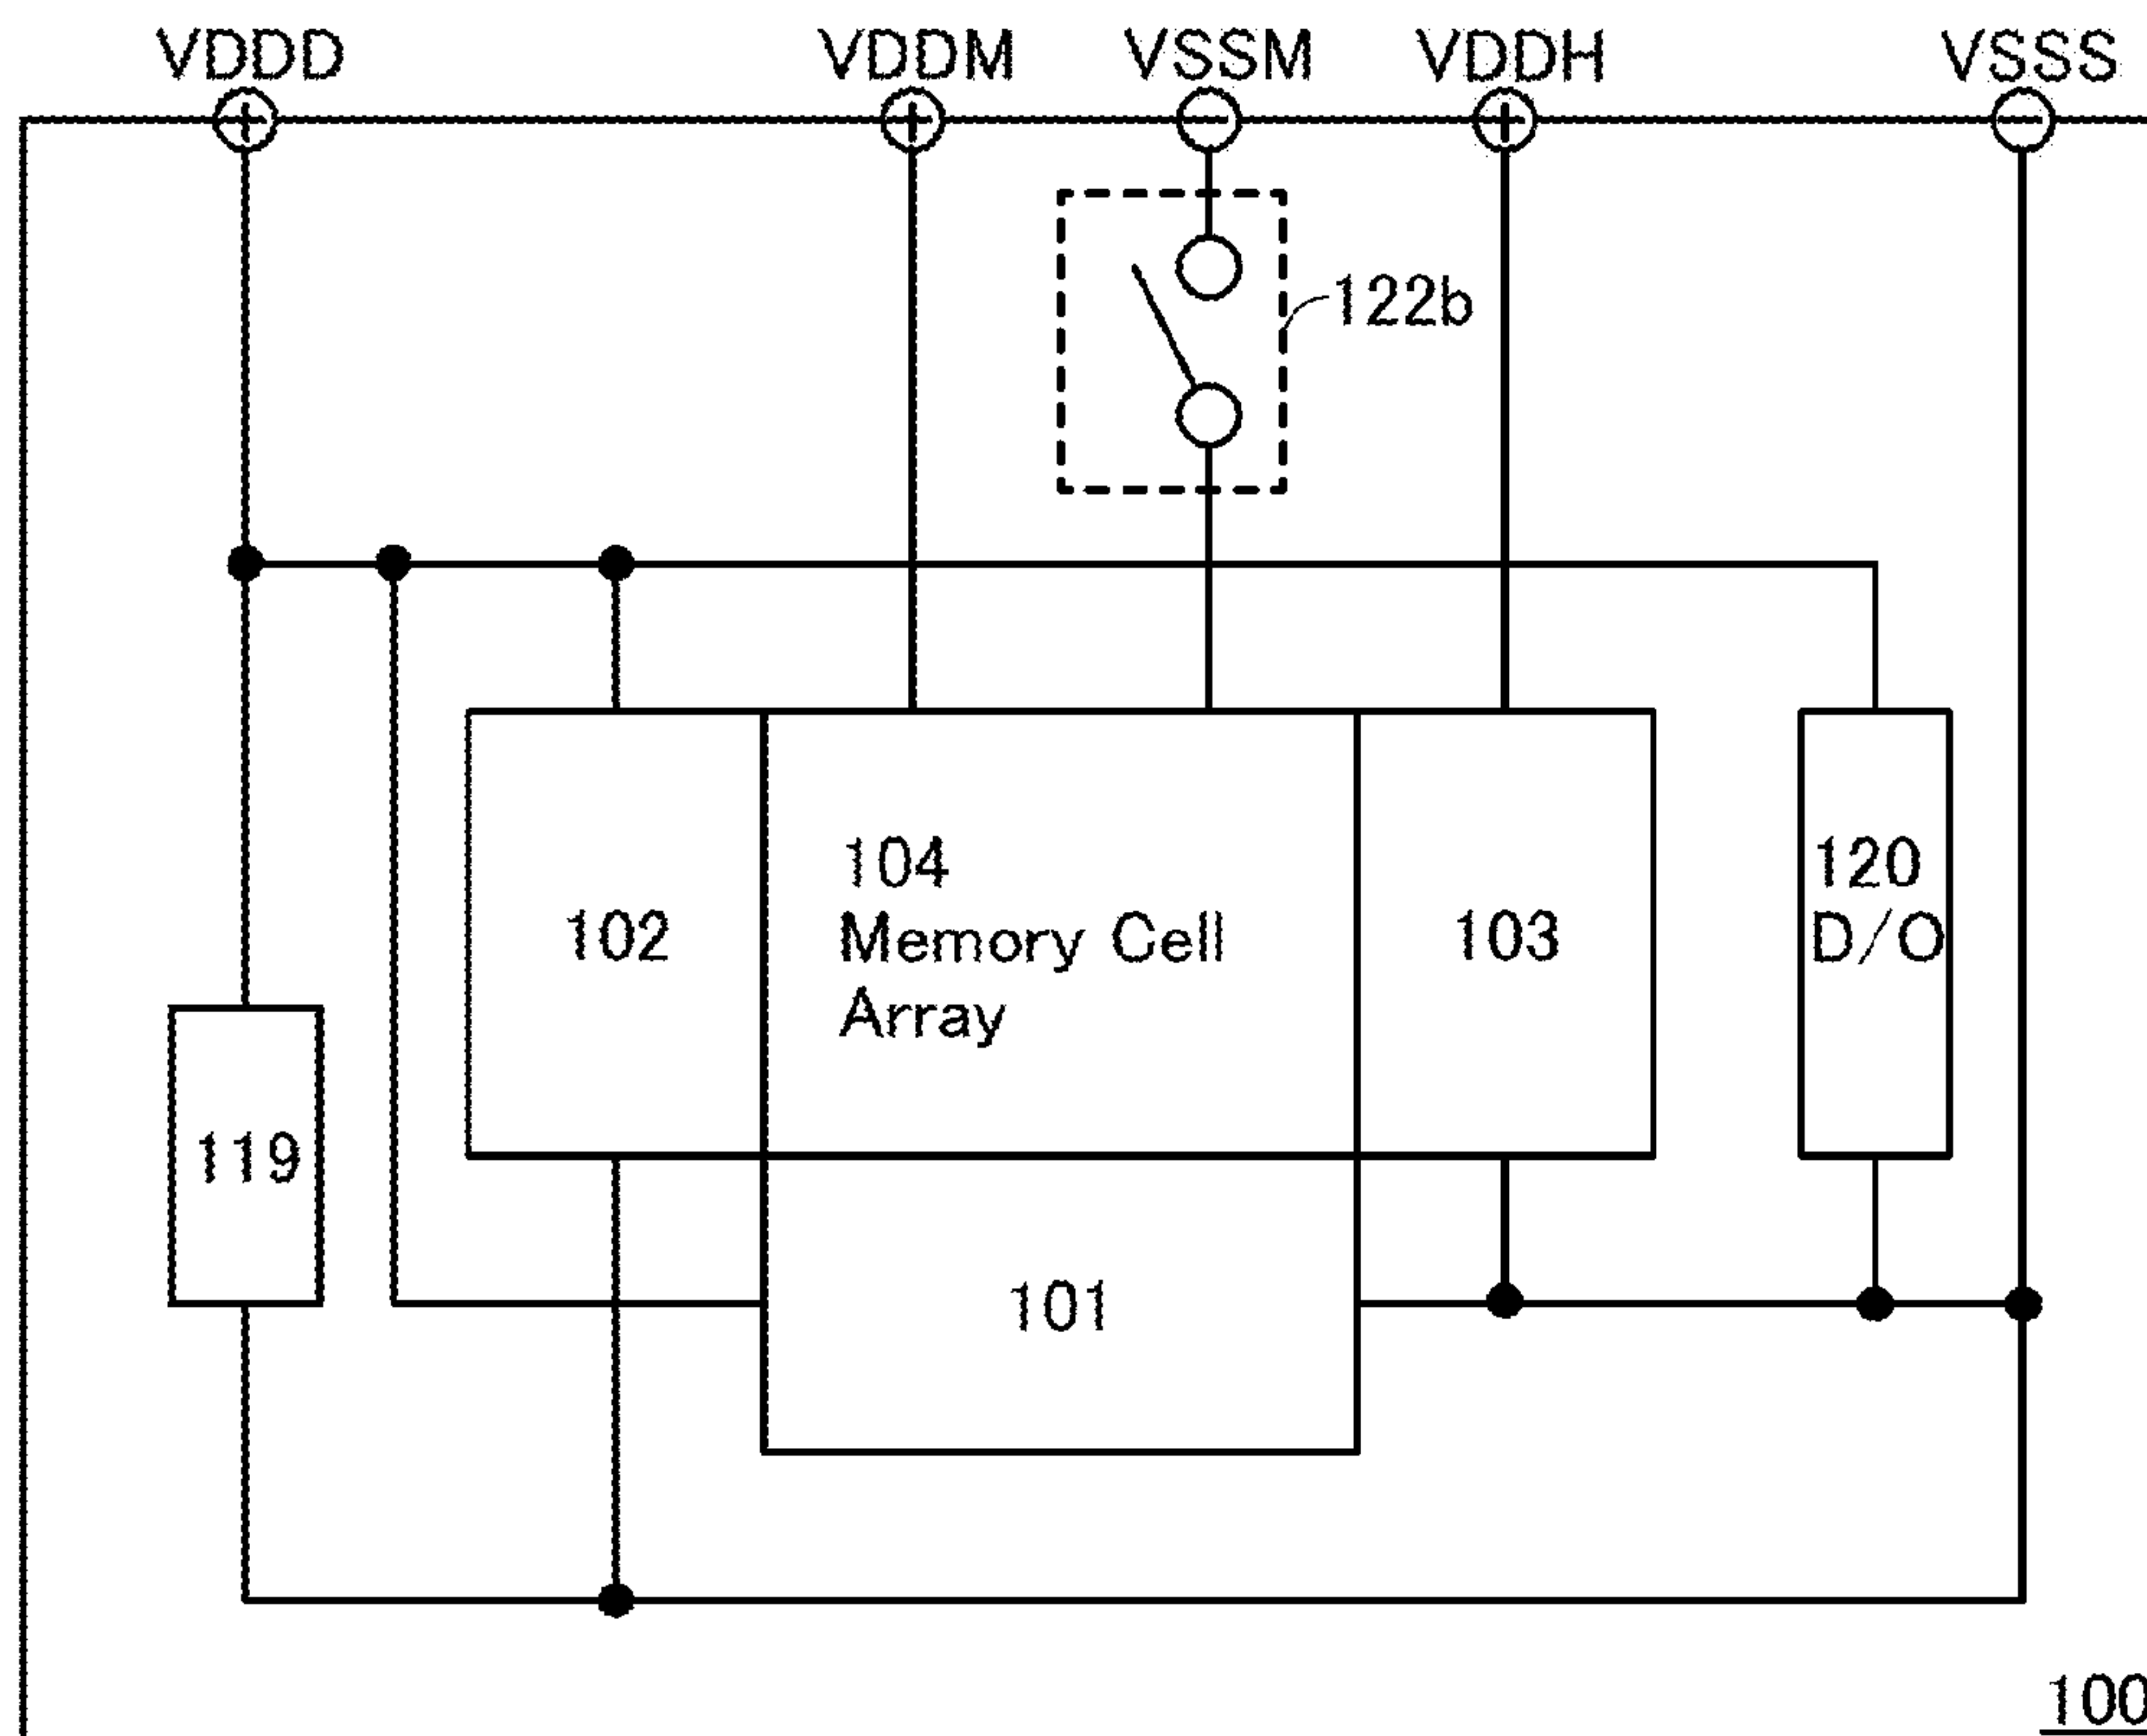 VDDD VDDM VSSM VDDH VSSS
122b
104
Memory Cell
Array
102
103
120
D/O
119
101
100